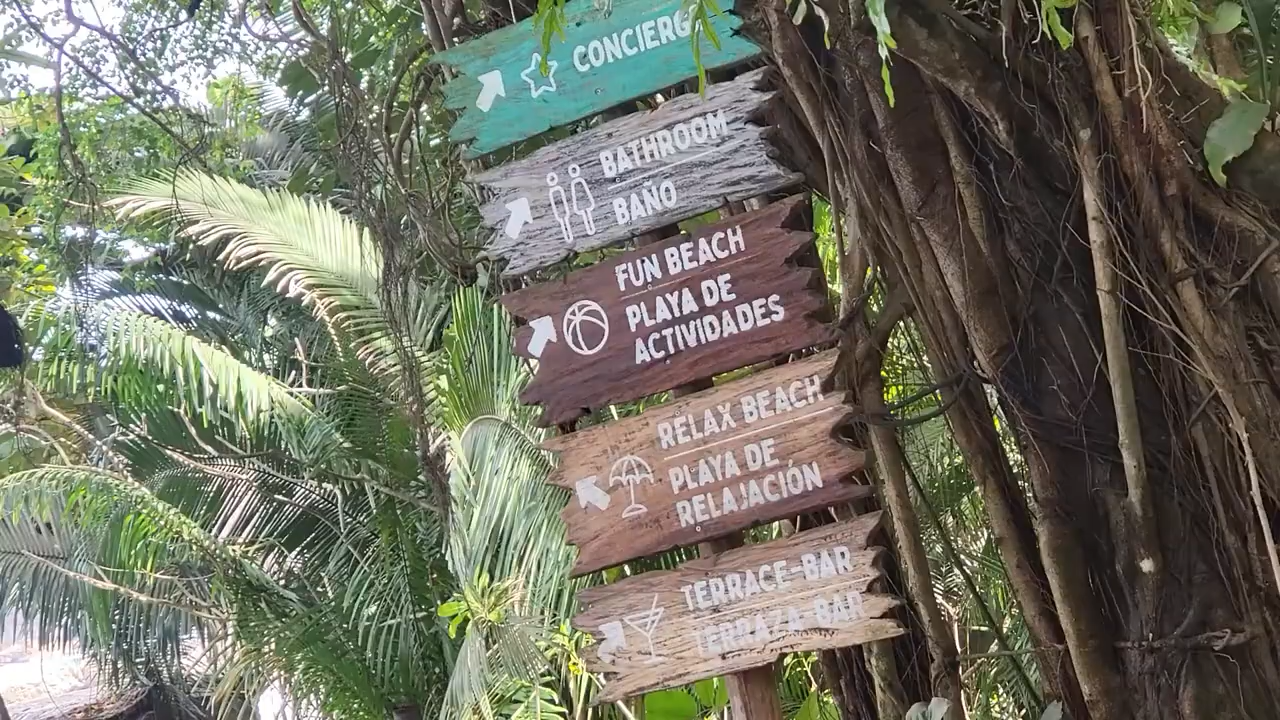 CONCIERG
BATHROOM
BAÑO
FUN BEACH
PLAYA DE
ACTIVIDADES
RELAX BEACH
PLAYA DE
RELAJACIÓN
TERRACE-BAR
TERRAZA-BAR